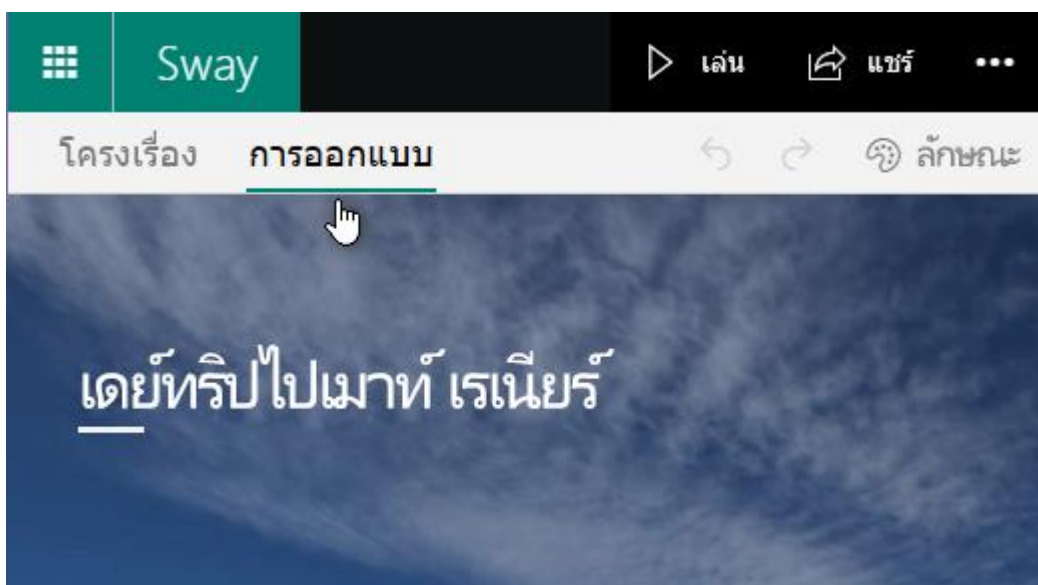 Sway เล่น แชร์
โครงเรื่อง การออกแบบ ลักษณะ
เดย์ทริปไปเมาท์ เรเนียร์